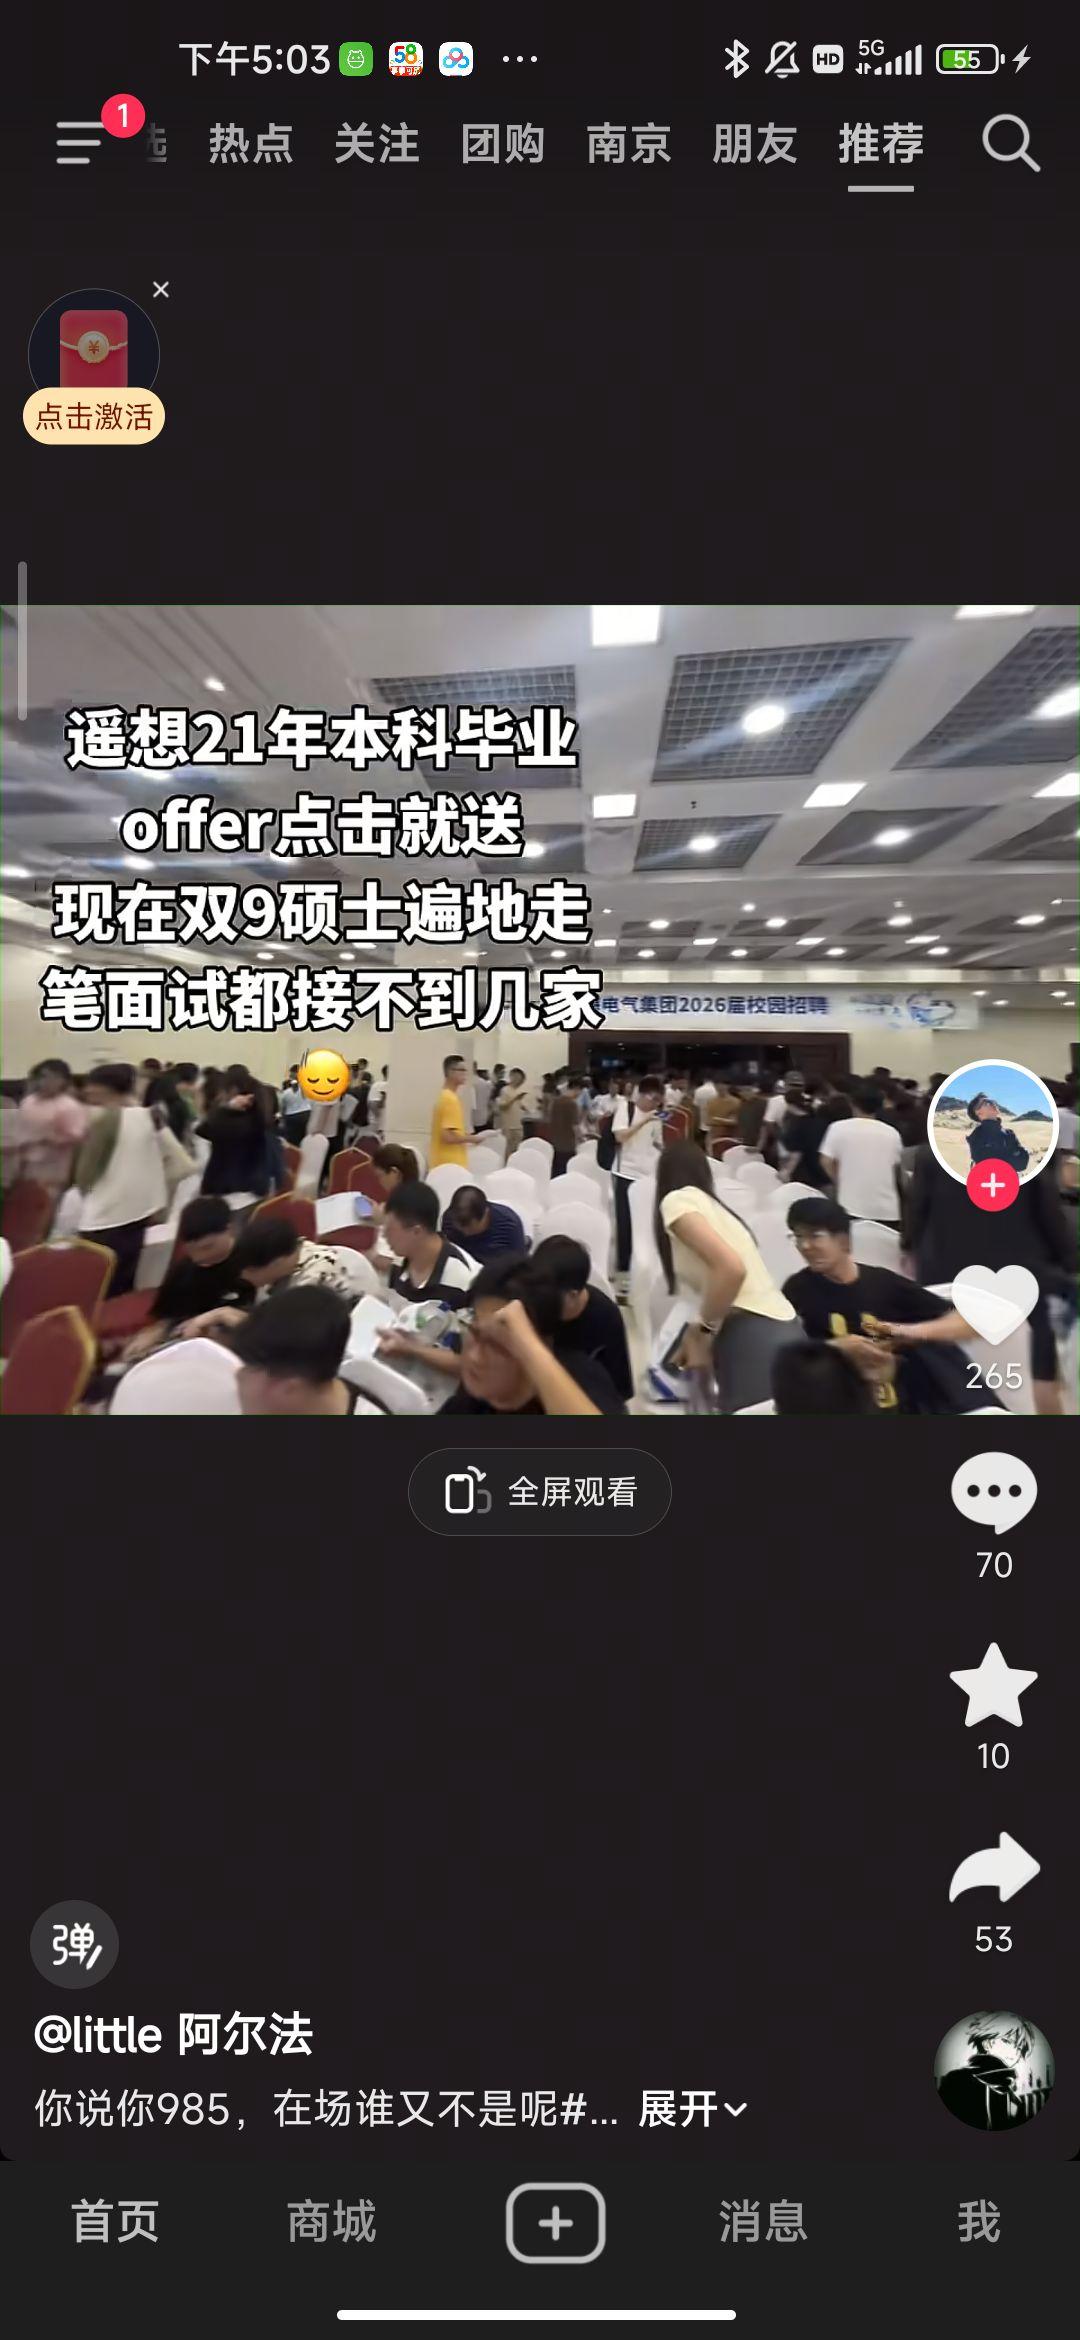 下午5:03
58
HD
5G
55
1
热点
关注
团购
南京
朋友
推荐
点击激活
遥想21年本科毕业
offer点击就送
现在双9硕士遍地走
笔面试都接不到几家
电气集团2026届校园招聘
265
全屏观看
70
10
53
弹
@little 阿尔法
你说你985，在场谁又不是呢#... 展开
首页
商城
消息
我